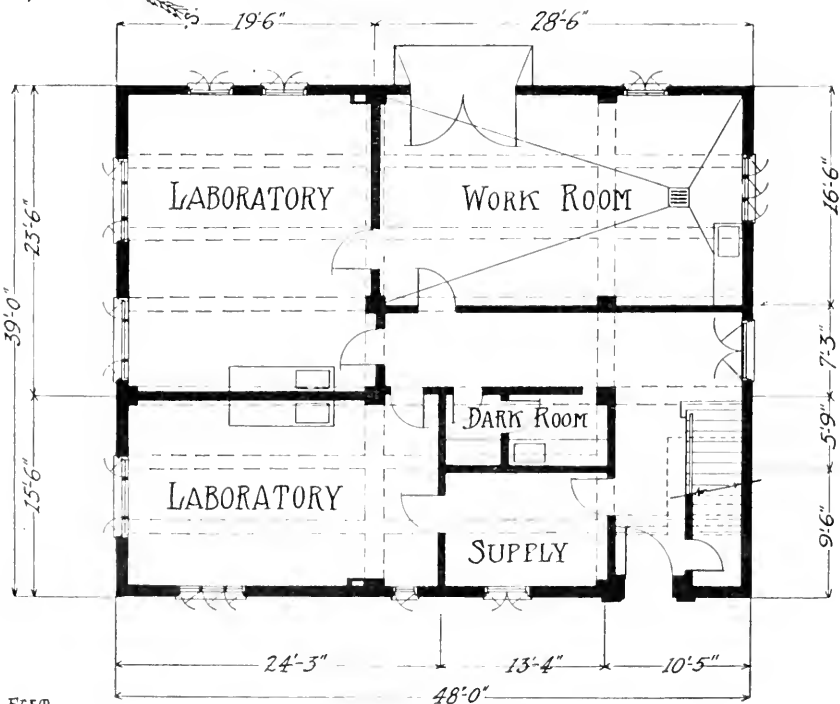 19'-6"
28'-6"
LABORATORY
WORK ROOM
39'-0"
23'-6"
16'-6"
7'-3"
DARK ROOM
LABORATORY
SUPPLY
15'-6"
5'-9"
9'-6"
24'-3"
13'-4"
10'-5"
48'-0"
FEET